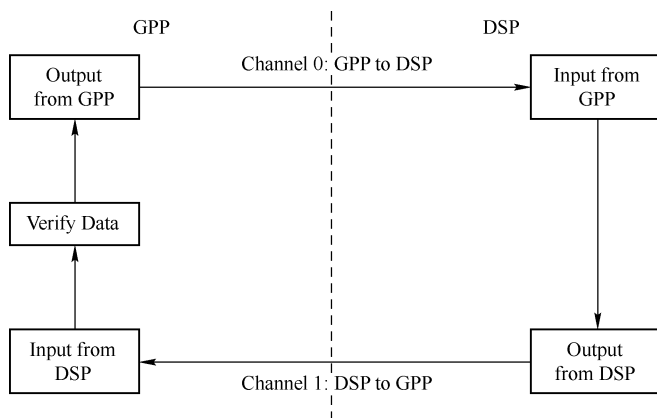 GPP
DSP
Channel 0: GPP to DSP
Output
from GPP
Input from
GPP
Verify Data
Input from
DSP
Output
from DSP
Channel 1: DSP to GPP